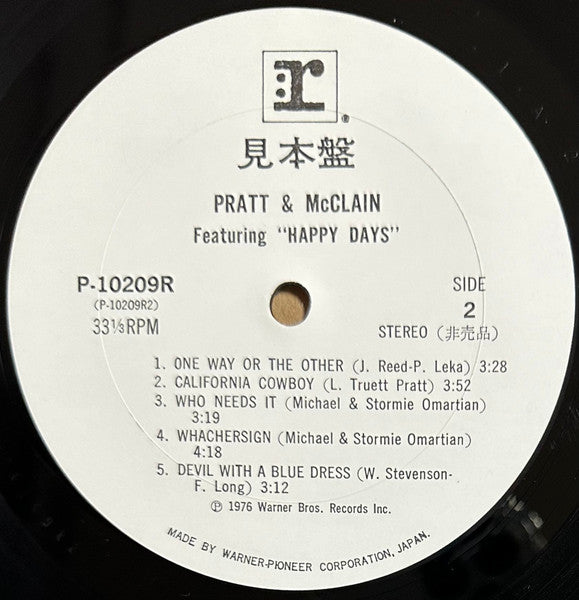 r
®
見本盤
PRATT & McCLAIN
Featuring "HAPPY DAYS"
P-10209R
(P-10209R2)
33⅓RPM
SIDE
2
STEREO (非売品)
1. ONE WAY OR THE OTHER (J. Reed-P. Leka) 3:28
2. CALIFORNIA COWBOY (L. Truett Pratt) 3:52
3. WHO NEEDS IT (Michael & Stormie Omartian)
3:19
4. WHACHERSIGN (Michael & Stormie Omartian)
4:18
5. DEVIL WITH A BLUE DRESS (W. Stevenson-
F. Long) 3:12
℗ 1976 Warner Bros. Records Inc.
MADE BY WARNER-PIONEER CORPORATION, JAPAN.